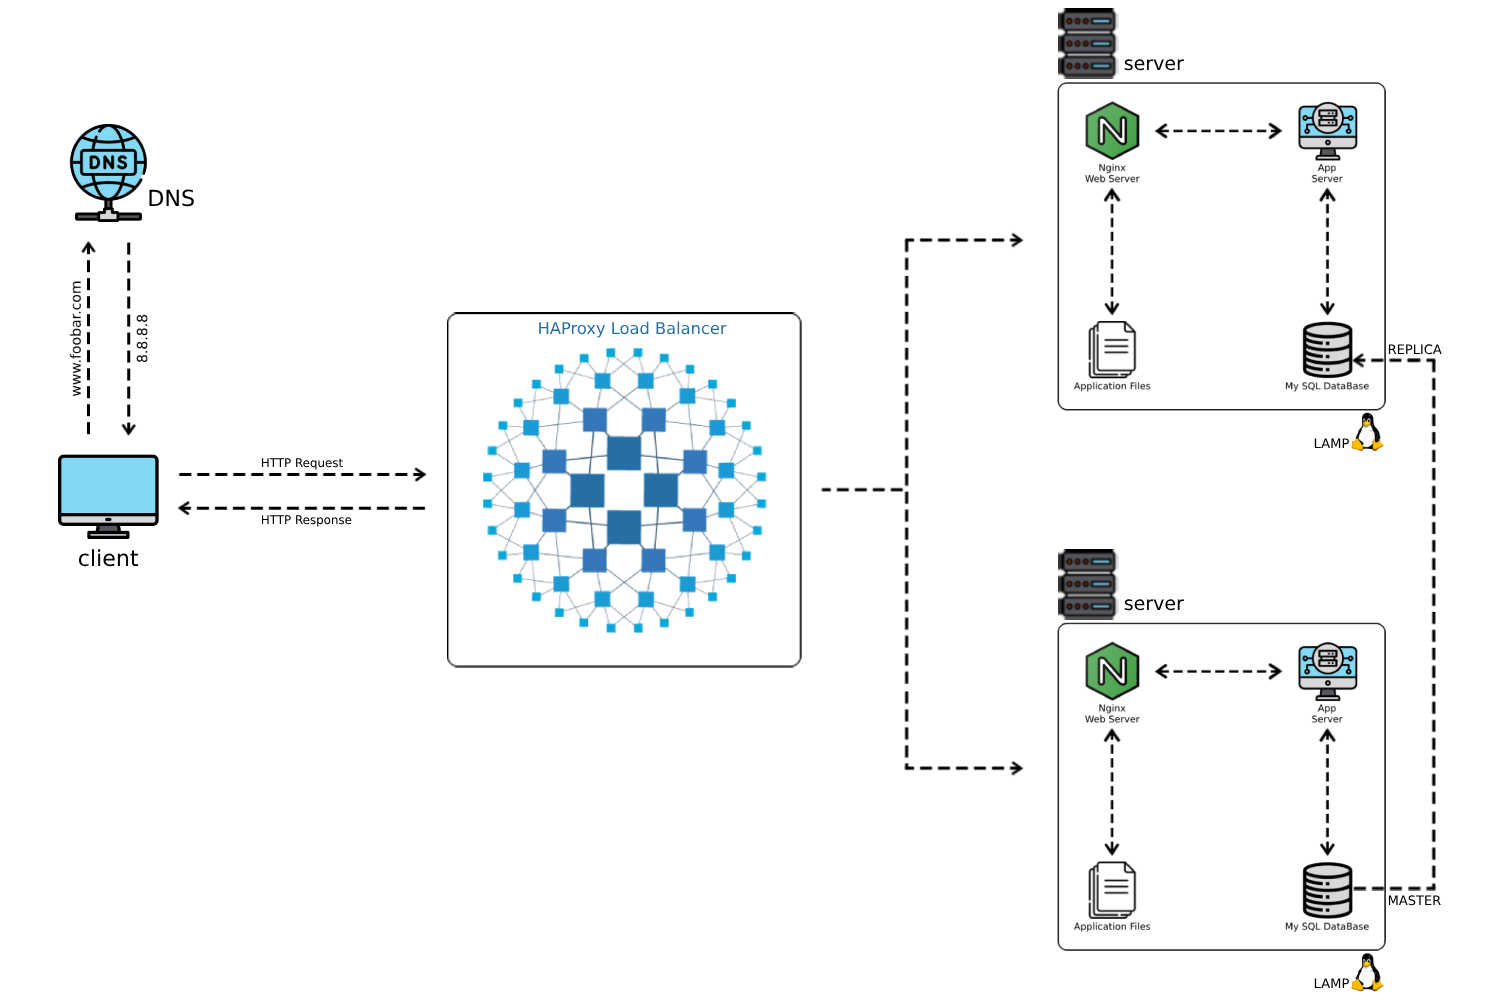 DNS
DNS
www.foobar.com
8.8.8.8
client
HTTP Request
HTTP Response
HAProxy Load Balancer
server
N
Nginx
Web Server
App
Server
Application Files
My SQL DataBase
REPLICA
LAMP
server
N
Nginx
Web Server
App
Server
Application Files
My SQL DataBase
MASTER
LAMP